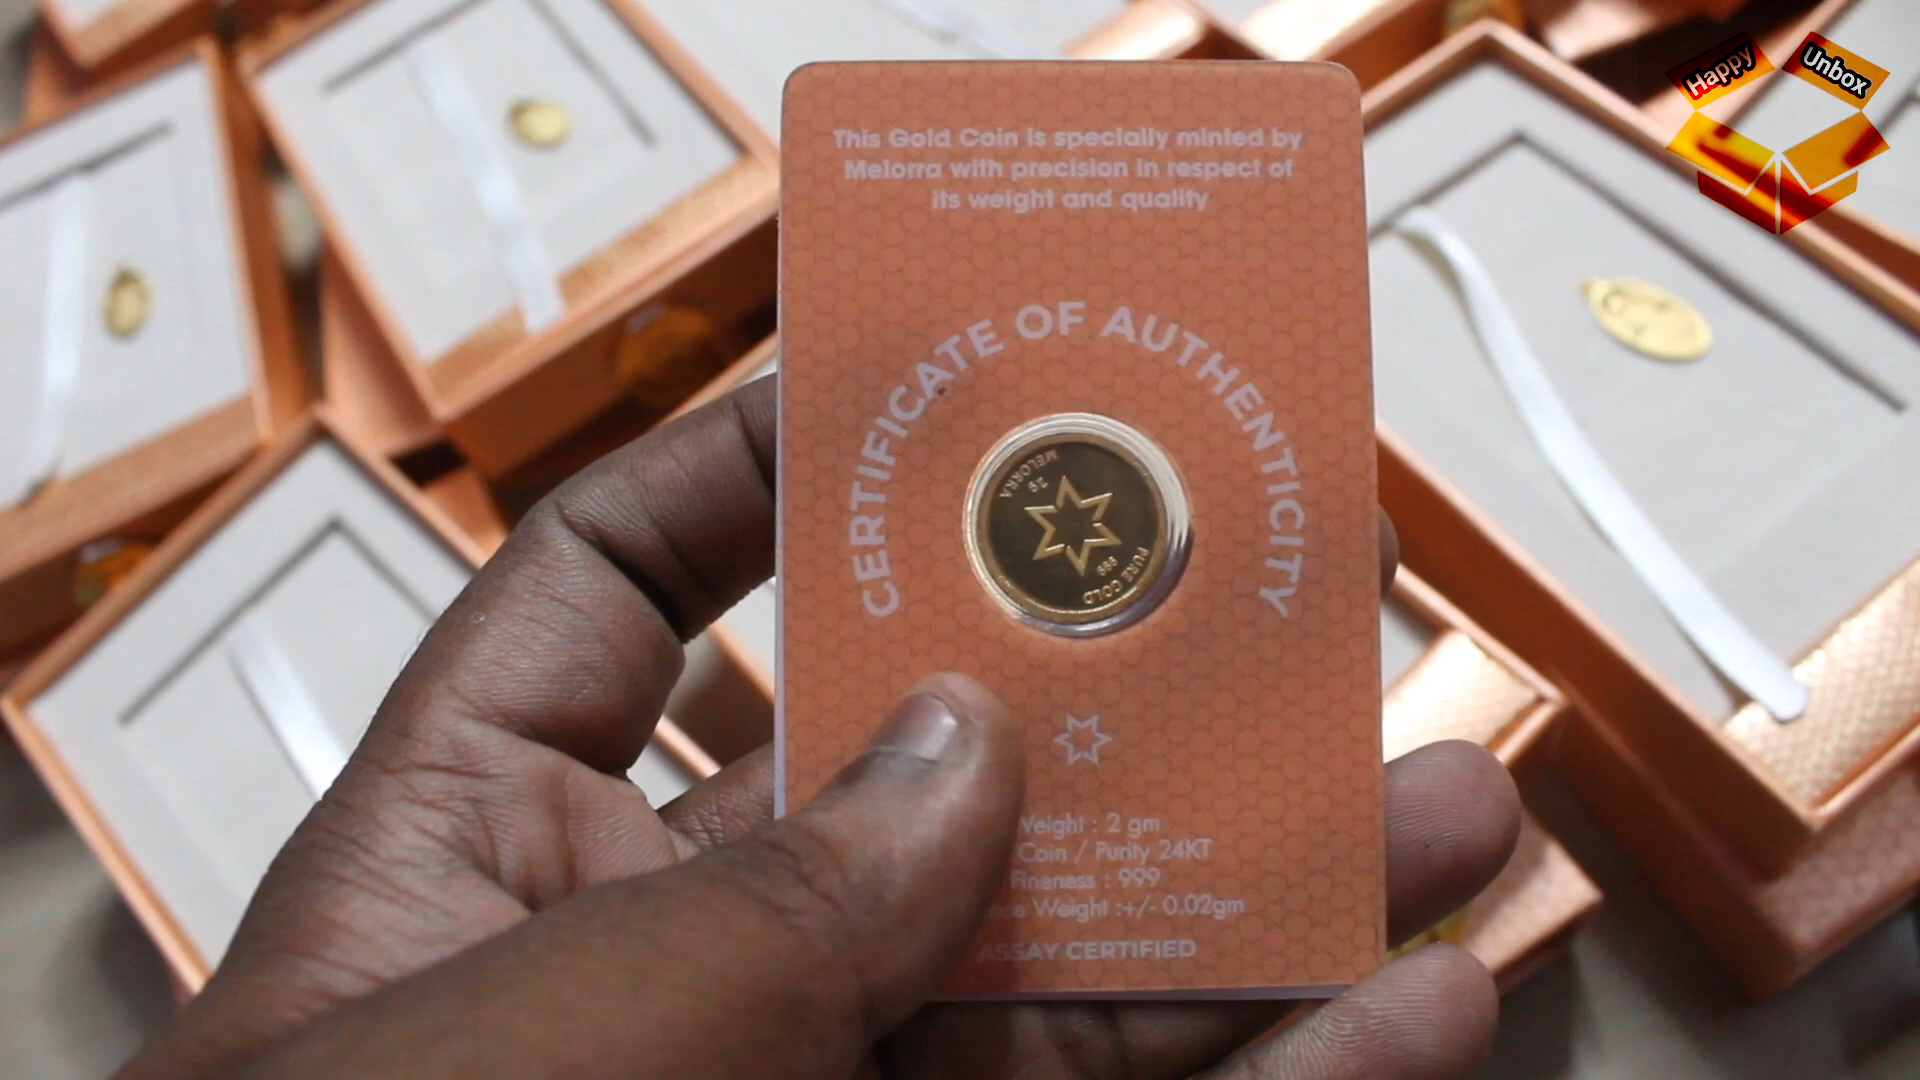 Happy Unbox
This Gold Coin is specially minted by
Melorra with precision in respect of
its weight and quality
CERTIFICATE OF AUTHENTICITY
MELORRA
2g
999
PURE GOLD
Weight : 2 gm
Coin / Purity 24KT
Fineness : 999
Weight :+/- 0.02gm
ASSAY CERTIFIED